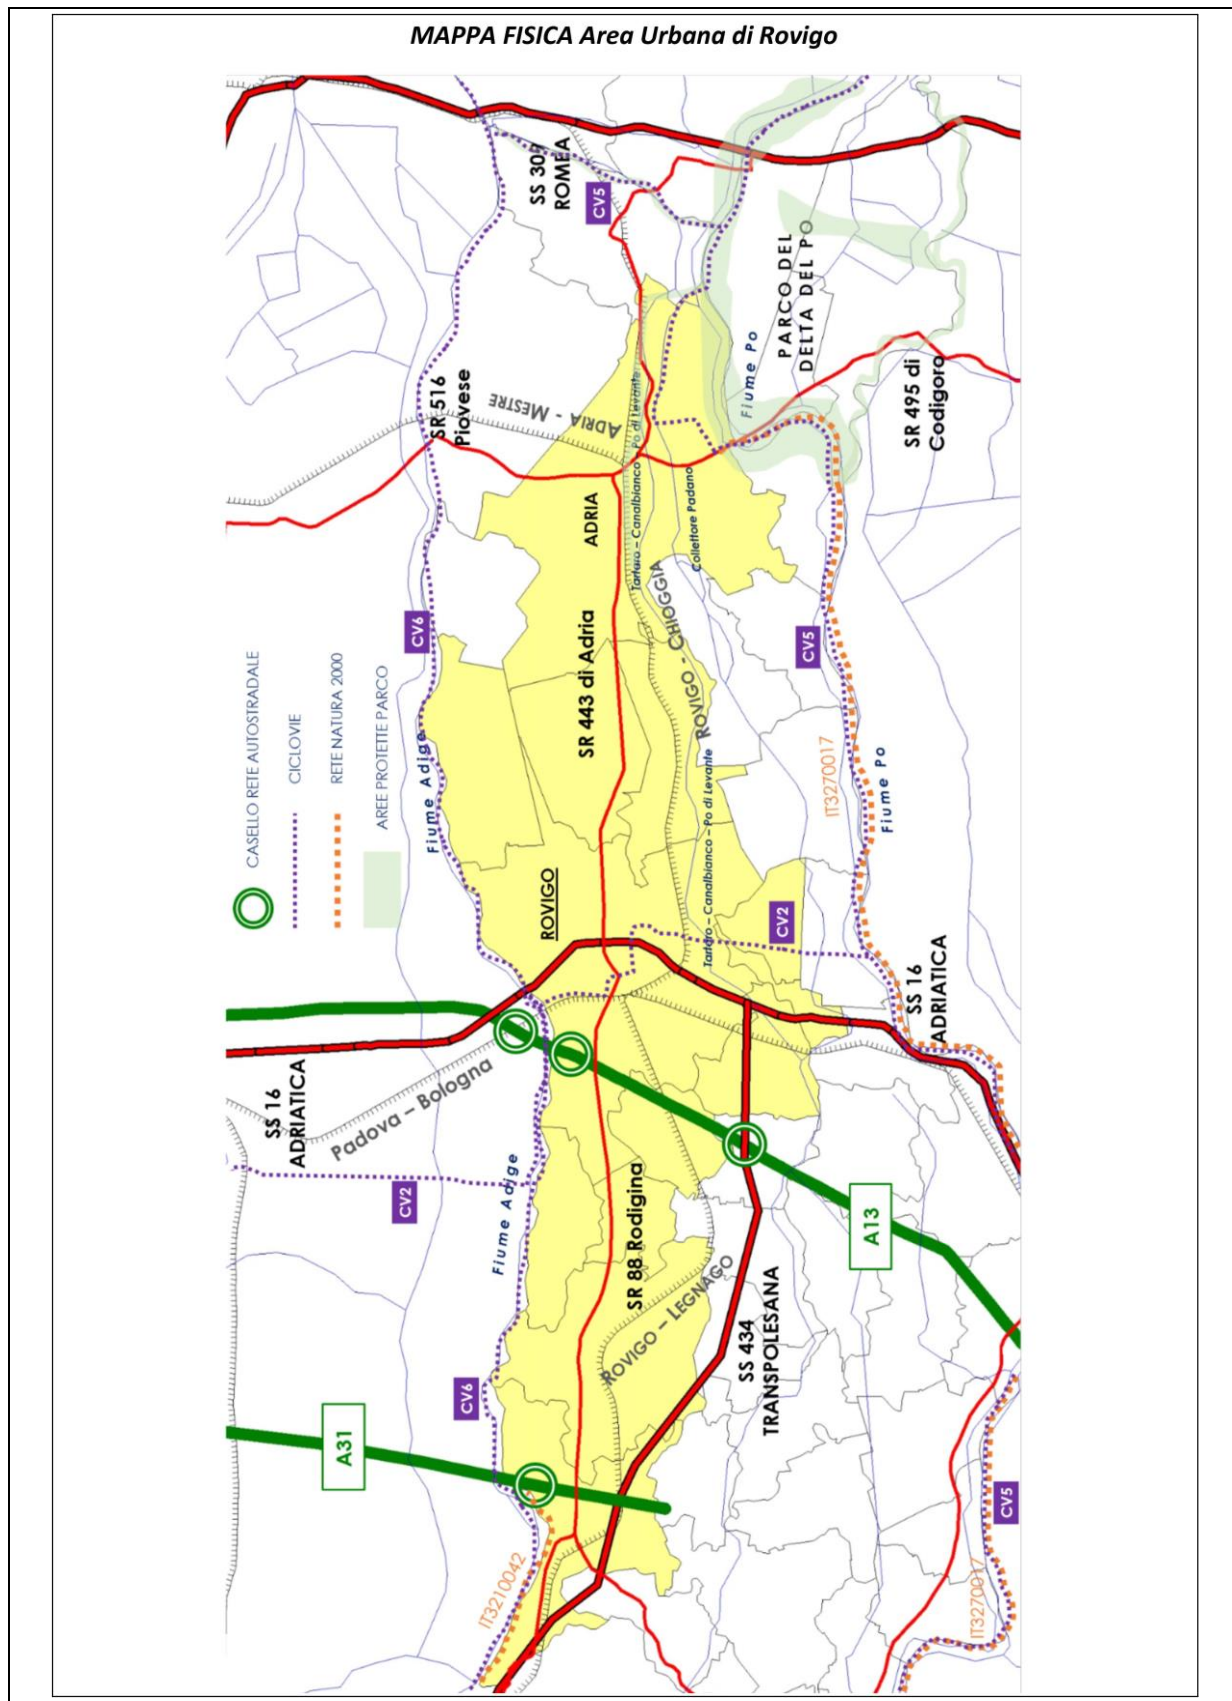 MAPPA FISICA Area Urbana di Rovigo
SS 309
ROMEA
CV5
PARCO DEL
DELTA DEL PO
Fiume Po
SR 495 di
Codigoro
SR 516
Piovese
ADRIA - MESTRE
Tartaro – Canalbianco – Po di Levante
Collettore Padano
ADRIA
CV6
CV5
ROVIGO - CHIOGGIA
SR 443 di Adria
CASELLO RETE AUTOSTRADALE
CICLOVIE
RETE NATURA 2000
AREE PROTETTE PARCO
Fiume Adige
IT3270017
Fiume Po
Tartaro – Canalbianco – Po di Levante
ROVIGO
CV2
SS 16
ADRIATICA
SS 16
ADRIATICA
Padova – Bologna
CV2
Fiume Adige
A13
SR 88 Rodigina
ROVIGO – LEGNAGO
SS 434
TRANSPOLESANA
CV6
A31
CV5
IT3210042
IT3270017